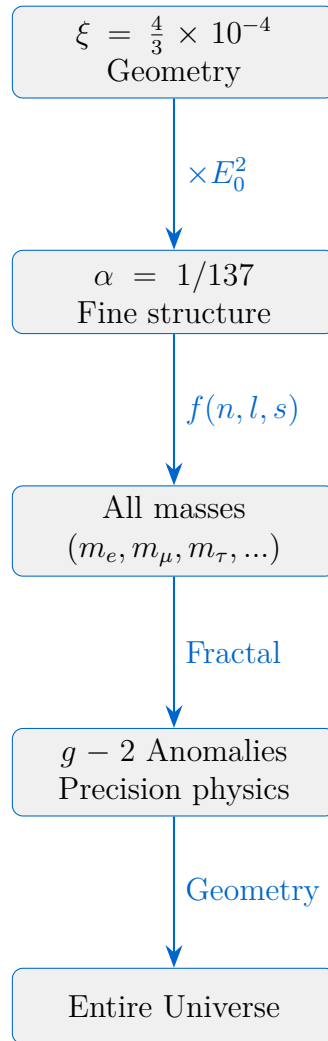 ξ = 4/3 × 10⁻⁴
Geometry
×E₀²
α = 1/137
Fine structure
f(n, l, s)
All masses
(mₑ, m_μ, m_τ, ...)
Fractal
g − 2 Anomalies
Precision physics
Geometry
Entire Universe